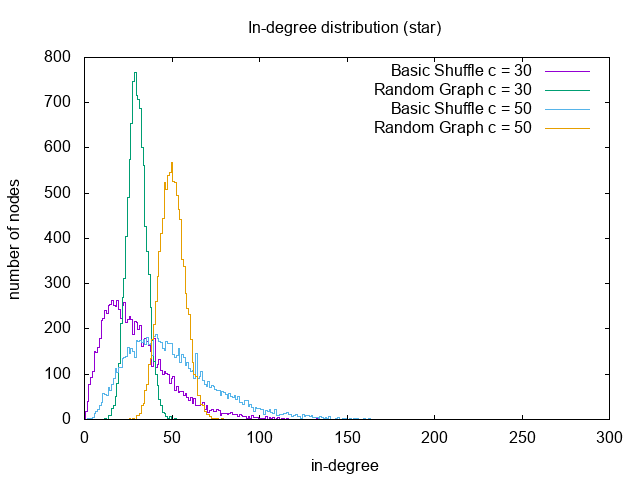 In-degree distribution (star)
Basic Shuffle c = 30
Random Graph c = 30
Basic Shuffle c = 50
Random Graph c = 50
number of nodes
800
700
600
500
400
300
200
100
0
0 50 100 150 200 250 300
in-degree